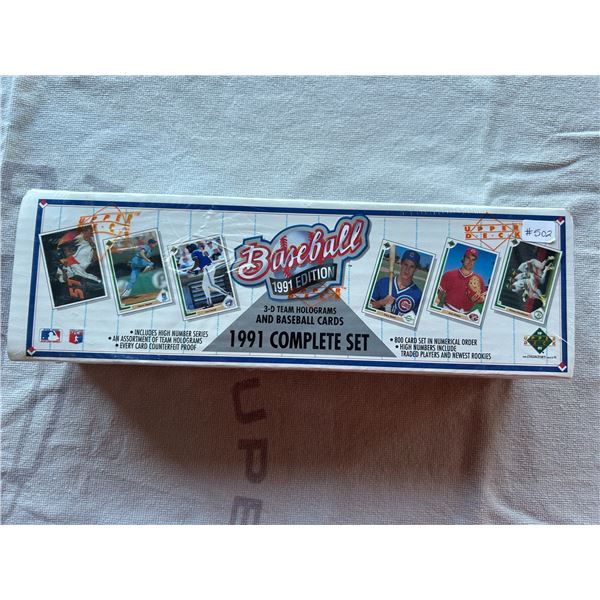 UPPER
DECK
UPPER
DECK
#502
Baseball
1991 EDITION
3-D TEAM HOLOGRAMS
AND BASEBALL CARDS
1991 COMPLETE SET
• INCLUDES HIGH NUMBER SERIES
• AN ASSORTMENT OF TEAM HOLOGRAMS
• EVERY CARD COUNTERFEIT PROOF
• 800 CARD SET IN NUMERICAL ORDER
• HIGH NUMBERS INCLUDE
TRADED PLAYERS AND NEWEST ROOKIES
UPE